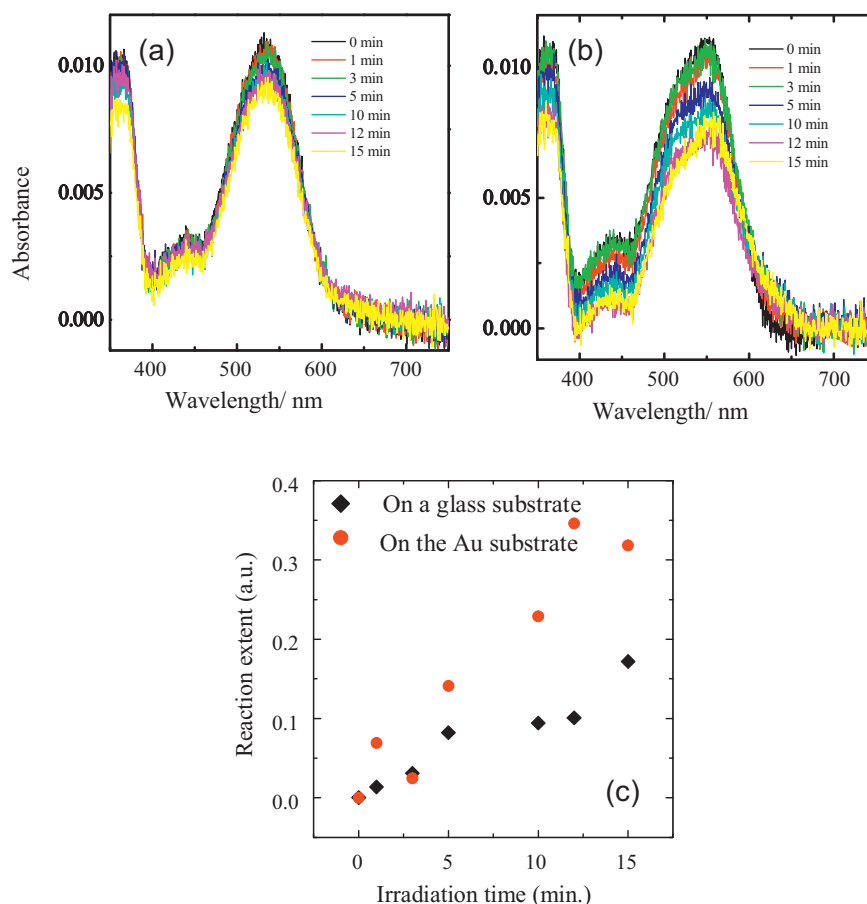 (a)
0 min
1 min
3 min
5 min
10 min
12 min
15 min
0.010
0.005
0.000
400 500 600 700
Absorbance
Wavelength/ nm
(b)
0 min
1 min
3 min
5 min
10 min
12 min
15 min
0.010
0.005
0.000
400 500 600 700
Wavelength/ nm
0.4
0.3
0.2
0.1
0.0
On a glass substrate
On the Au substrate
Reaction extent (a.u.)
(c)
0 5 10 15
Irradiation time (min.)